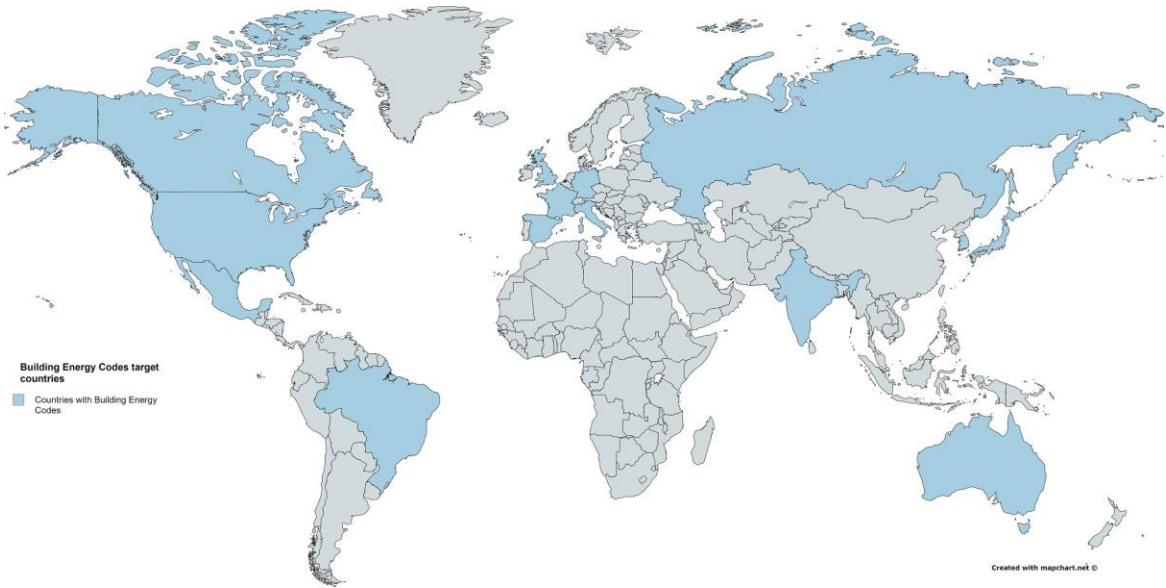 Building Energy Codes target
countries
Countries with Building Energy
Codes
Created with mapchart.net ©